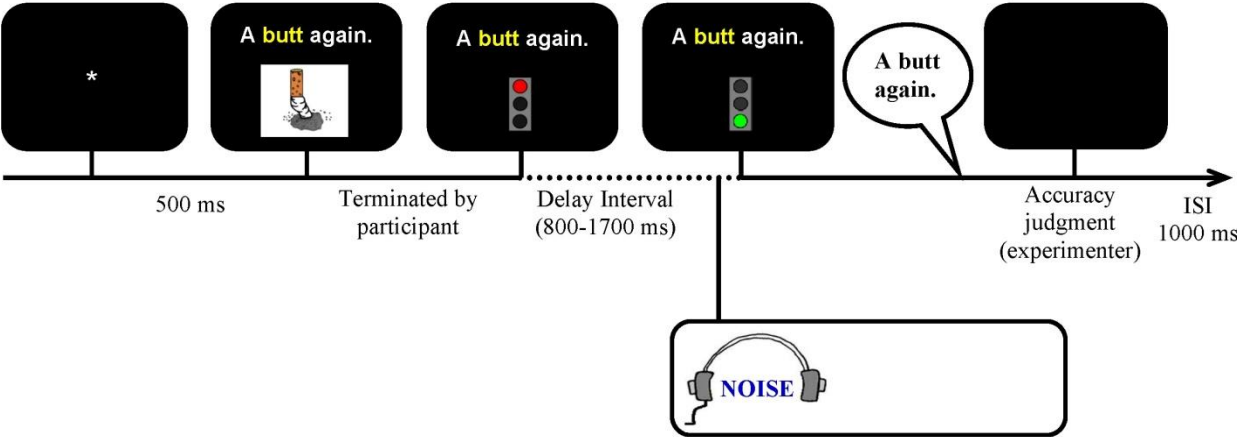 *
A butt again.
A butt again.
A butt again.
A butt
again.
500 ms
Terminated by
participant
Delay Interval
(800-1700 ms)
Accuracy
judgment
(experimenter)
ISI
1000 ms
NOISE